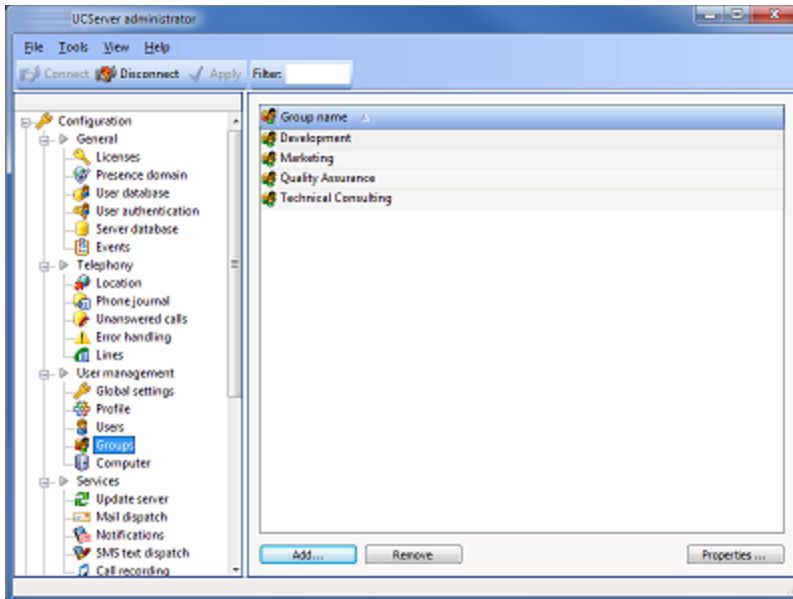 UCServer administrator
File Tools View Help
Connect Disconnect Apply Filter:
Configuration
General
Licenses
Presence domain
User database
User authentication
Server database
Events
Telephony
Location
Phone journal
Unanswered calls
Error handling
Lines
User management
Global settings
Profile
Users
Groups
Computer
Services
Update server
Mail dispatch
Notifications
SMS text dispatch
Call recording
Group name
Development
Marketing
Quality Assurance
Technical Consulting
Add... Remove Properties ...